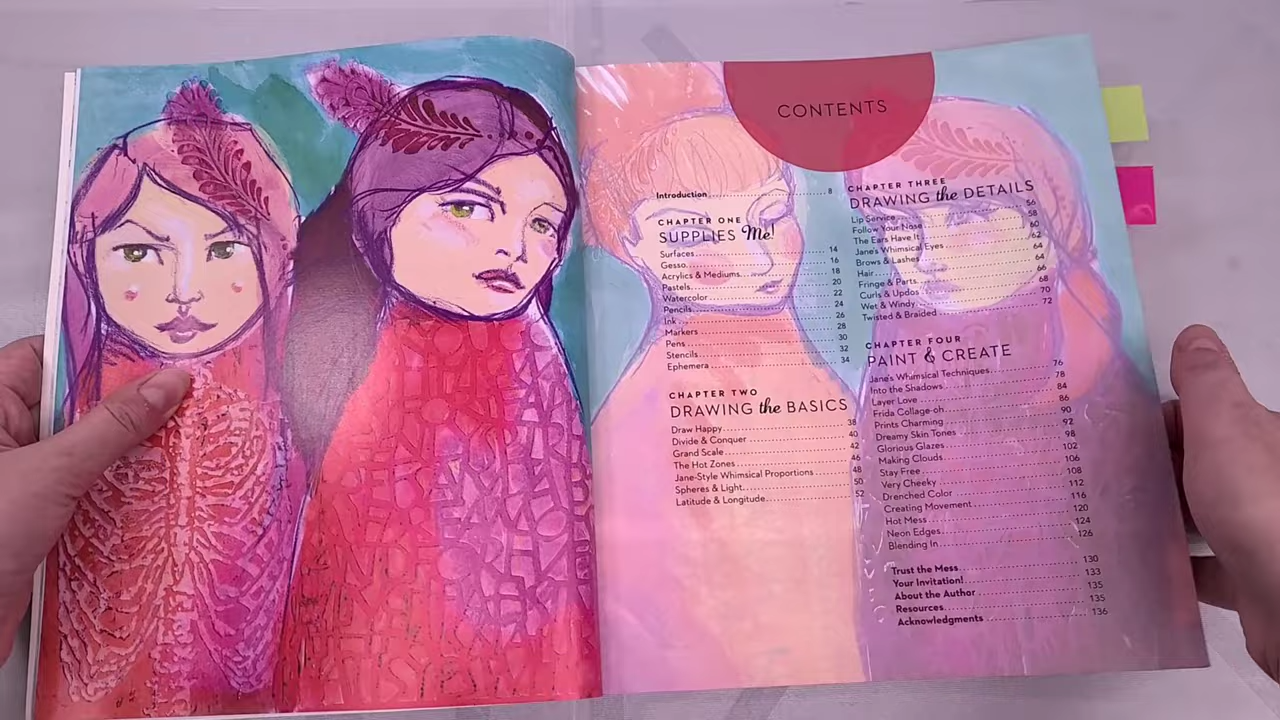 CONTENTS
Introduction 8
CHAPTER ONE
SUPPLIES Me!
Surfaces 14
Gesso 16
Acrylics & Mediums 18
Pastels 20
Watercolor 22
Pencils 24
Ink 26
Markers 28
Pens 30
Stencils 32
Ephemera 34
CHAPTER TWO
DRAWING the BASICS
Draw Happy 38
Divide & Conquer 40
Grand Scale 42
The Hot Zones 46
Jane-Style Whimsical Proportions 48
Spheres & Light 50
Latitude & Longitude 52
CHAPTER THREE
DRAWING the DETAILS
Lip Service 56
Follow Your Nose 58
The Ears Have It 60
Jane's Whimsical Eyes 62
Brows & Lashes 64
Hair 64
Fringe & Parts 66
Curls & Updos 68
Wet & Windy 70
Twisted & Braided 72
CHAPTER FOUR
PAINT & CREATE
Jane's Whimsical Techniques 76
Into the Shadows 78
Layer Love 84
Frida Collage-oh 86
Prints Charming 90
Dreamy Skin Tones 92
Glorious Glazes 98
Making Clouds 102
Stay Free 106
Very Cheeky 108
Drenched Color 112
Creating Movement 116
Hot Mess 120
Neon Edges 124
Blending In 126
Trust the Mess 130
Your Invitation! 133
About the Author 135
Resources 135
Acknowledgments 136